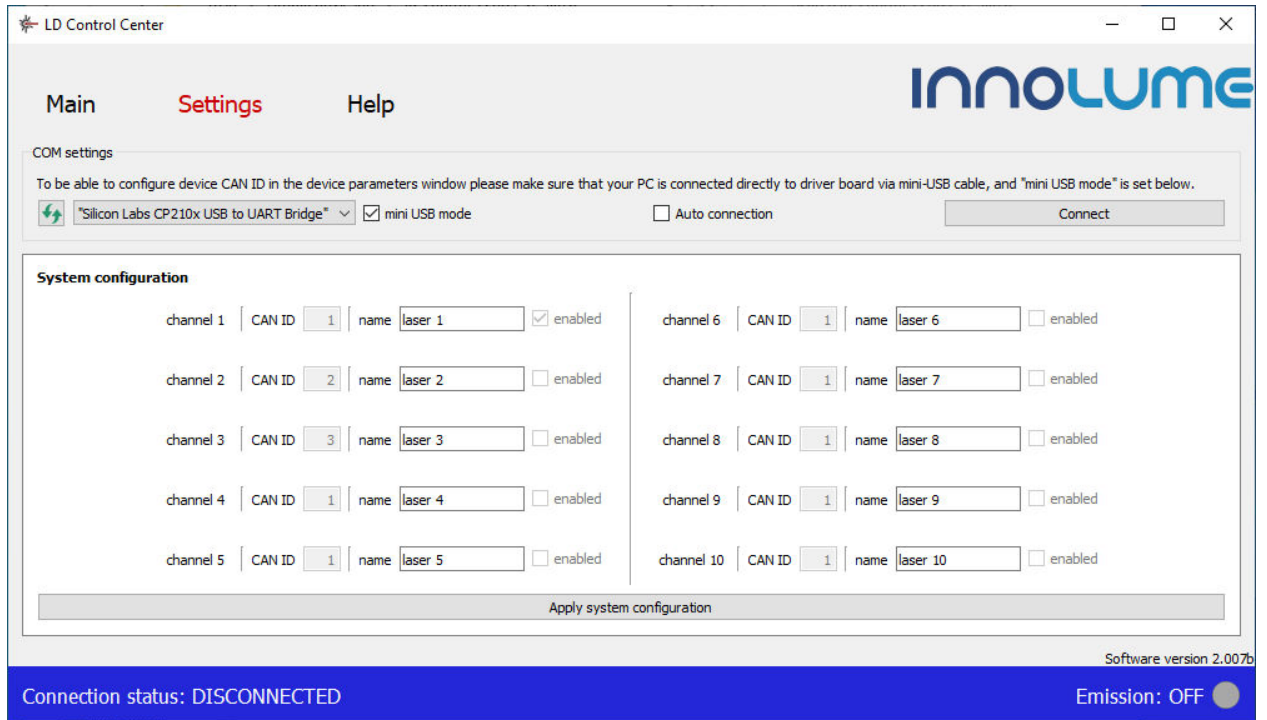 LD Control Center
INNOLUME
Main Settings Help
COM settings
To be able to configure device CAN ID in the device parameters window please make sure that your PC is connected directly to driver board via mini-USB cable, and "mini USB mode" is set below.
"Silicon Labs CP210x USB to UART Bridge" mini USB mode Auto connection Connect
System configuration
channel 1 CAN ID 1 name laser 1 enabled channel 6 CAN ID 1 name laser 6 enabled
channel 2 CAN ID 2 name laser 2 enabled channel 7 CAN ID 1 name laser 7 enabled
channel 3 CAN ID 3 name laser 3 enabled channel 8 CAN ID 1 name laser 8 enabled
channel 4 CAN ID 1 name laser 4 enabled channel 9 CAN ID 1 name laser 9 enabled
channel 5 CAN ID 1 name laser 5 enabled channel 10 CAN ID 1 name laser 10 enabled
Apply system configuration
Software version 2.007b
Connection status: DISCONNECTED Emission: OFF